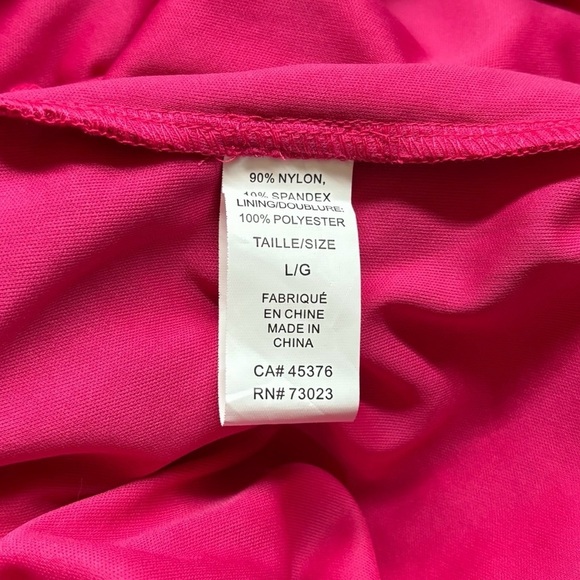 90% NYLON,
10% SPANDEX
LINING/DOUBLURE:
100% POLYESTER
TAILLE/SIZE
L/G
FABRIQUÉ
EN CHINE
MADE IN
CHINA
CA# 45376
RN# 73023